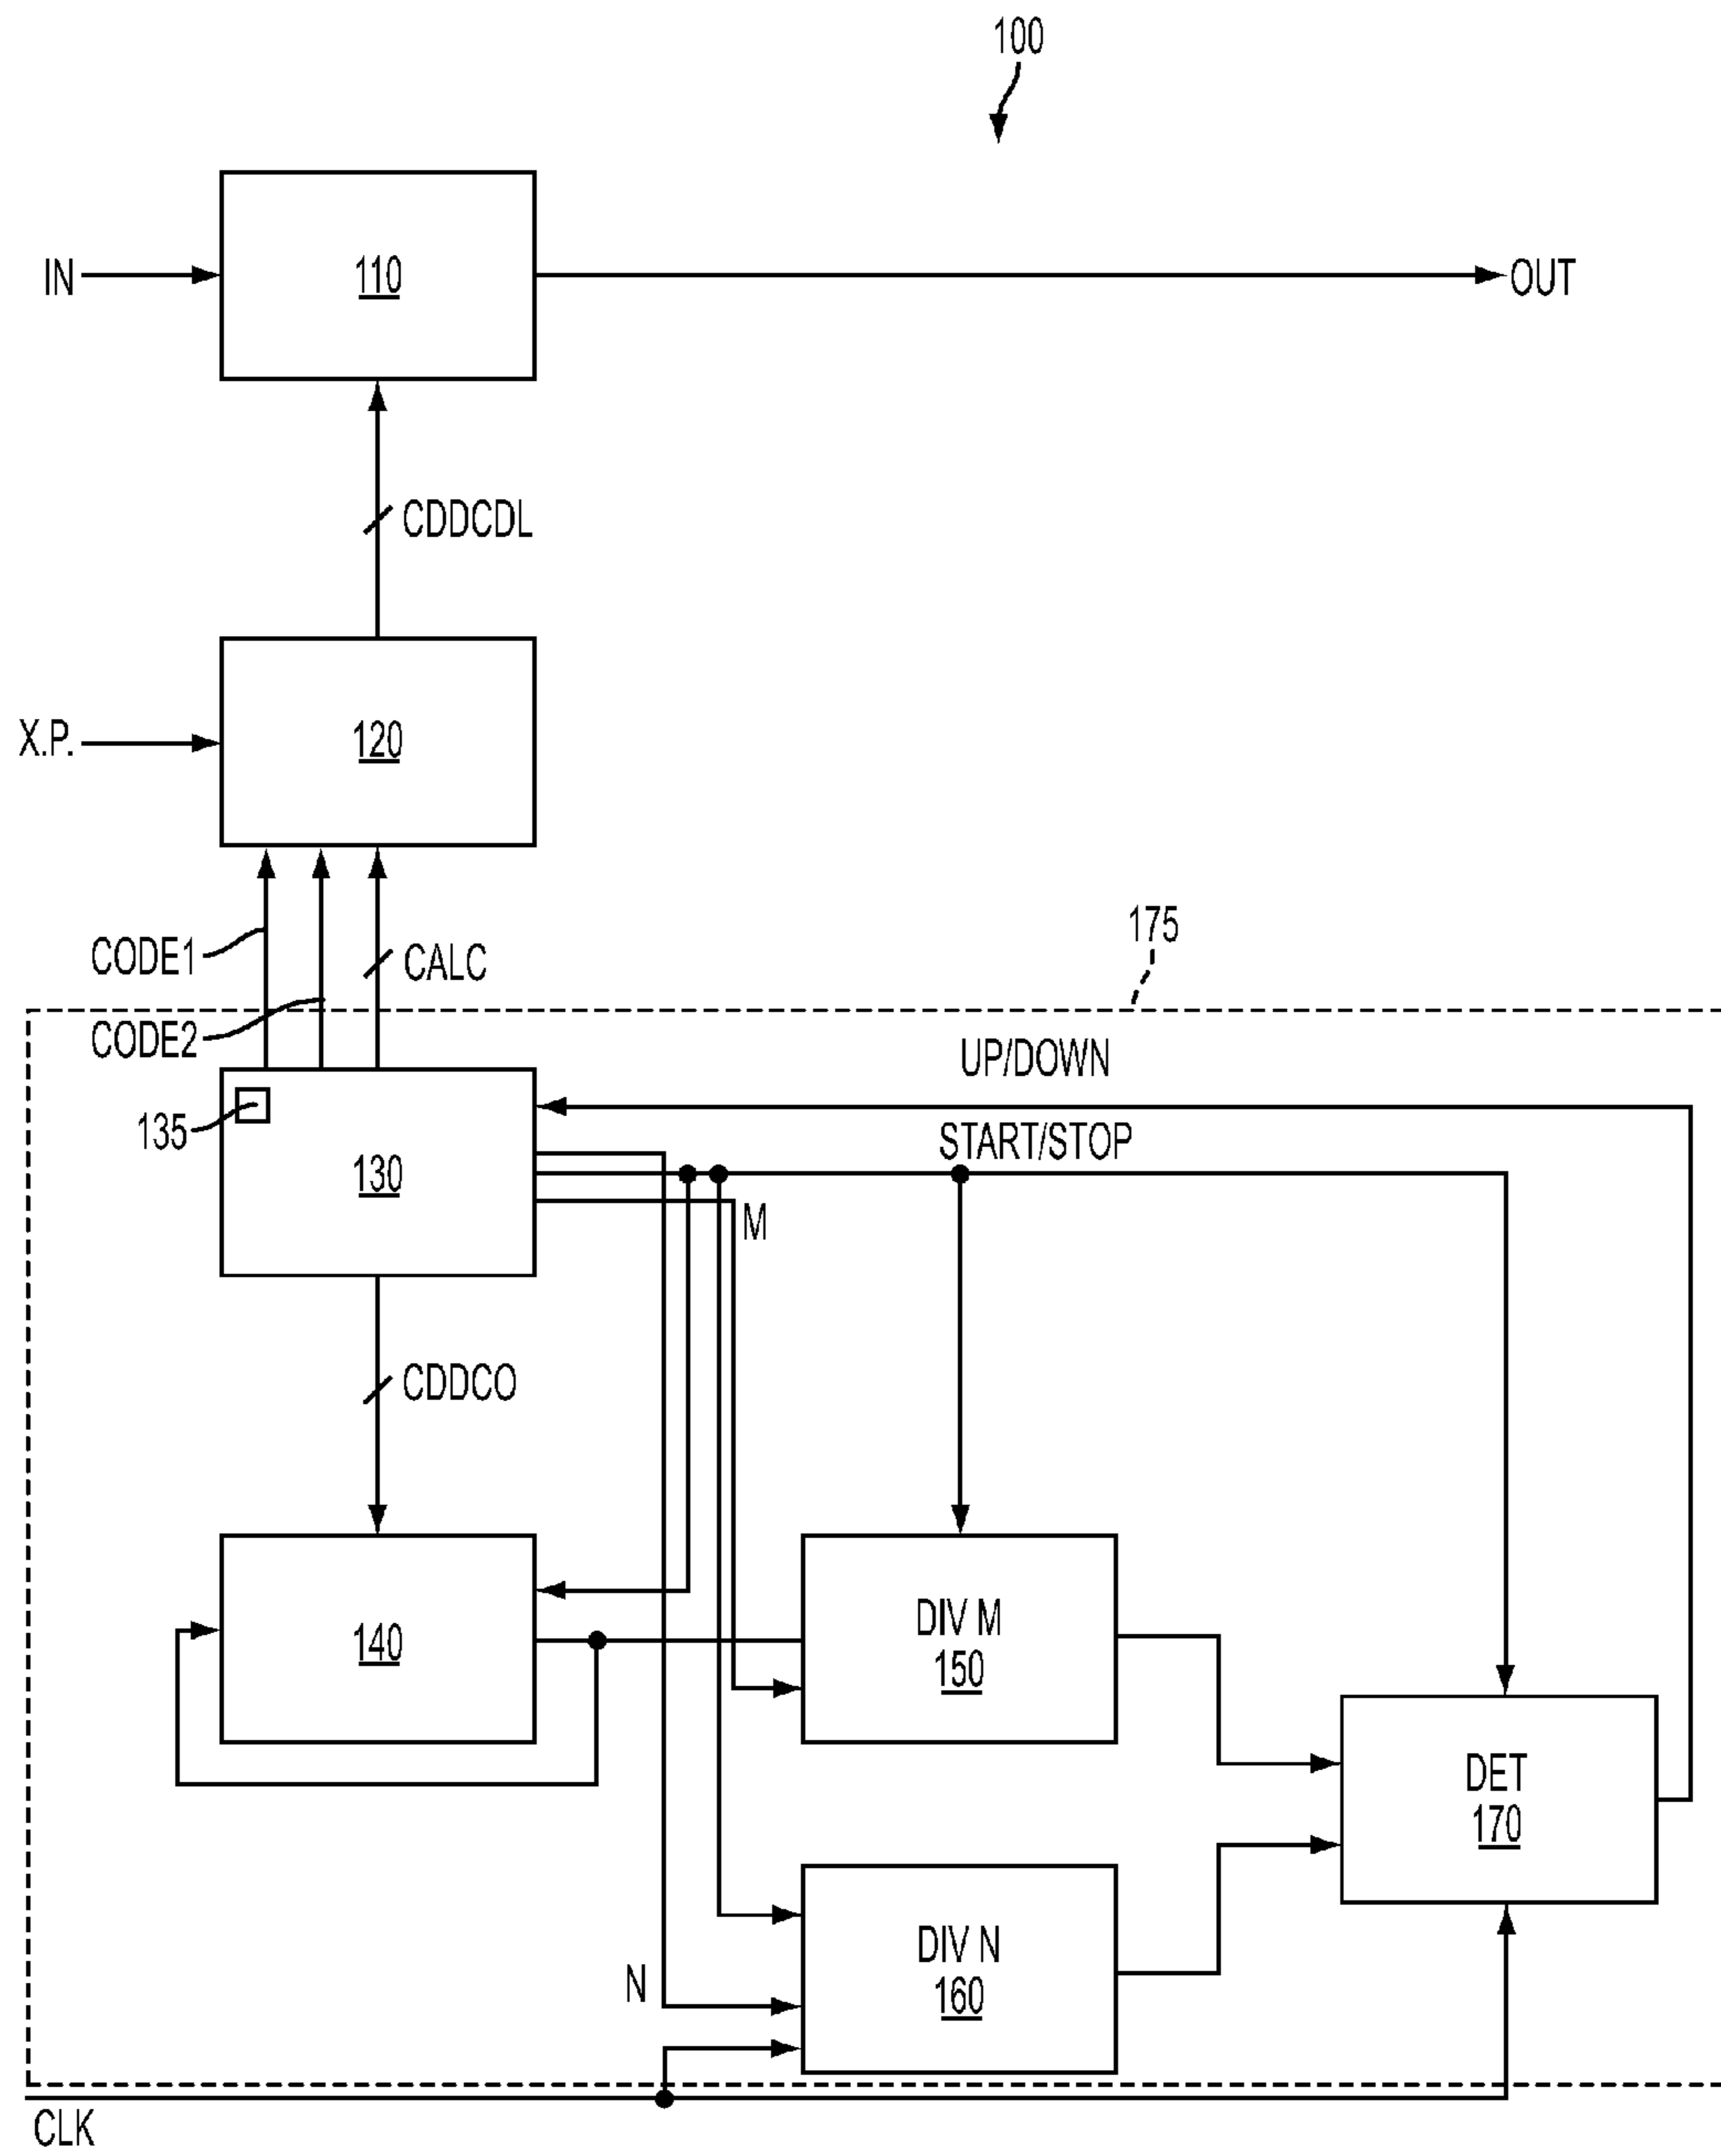 100
IN
110
OUT
CDDCDL
X.P.
120
CODE1
CALC
175
CODE2
UP/DOWN
135
START/STOP
130
M
CDDCO
DIV M
140
150
DET
170
DIV N
N
160
CLK